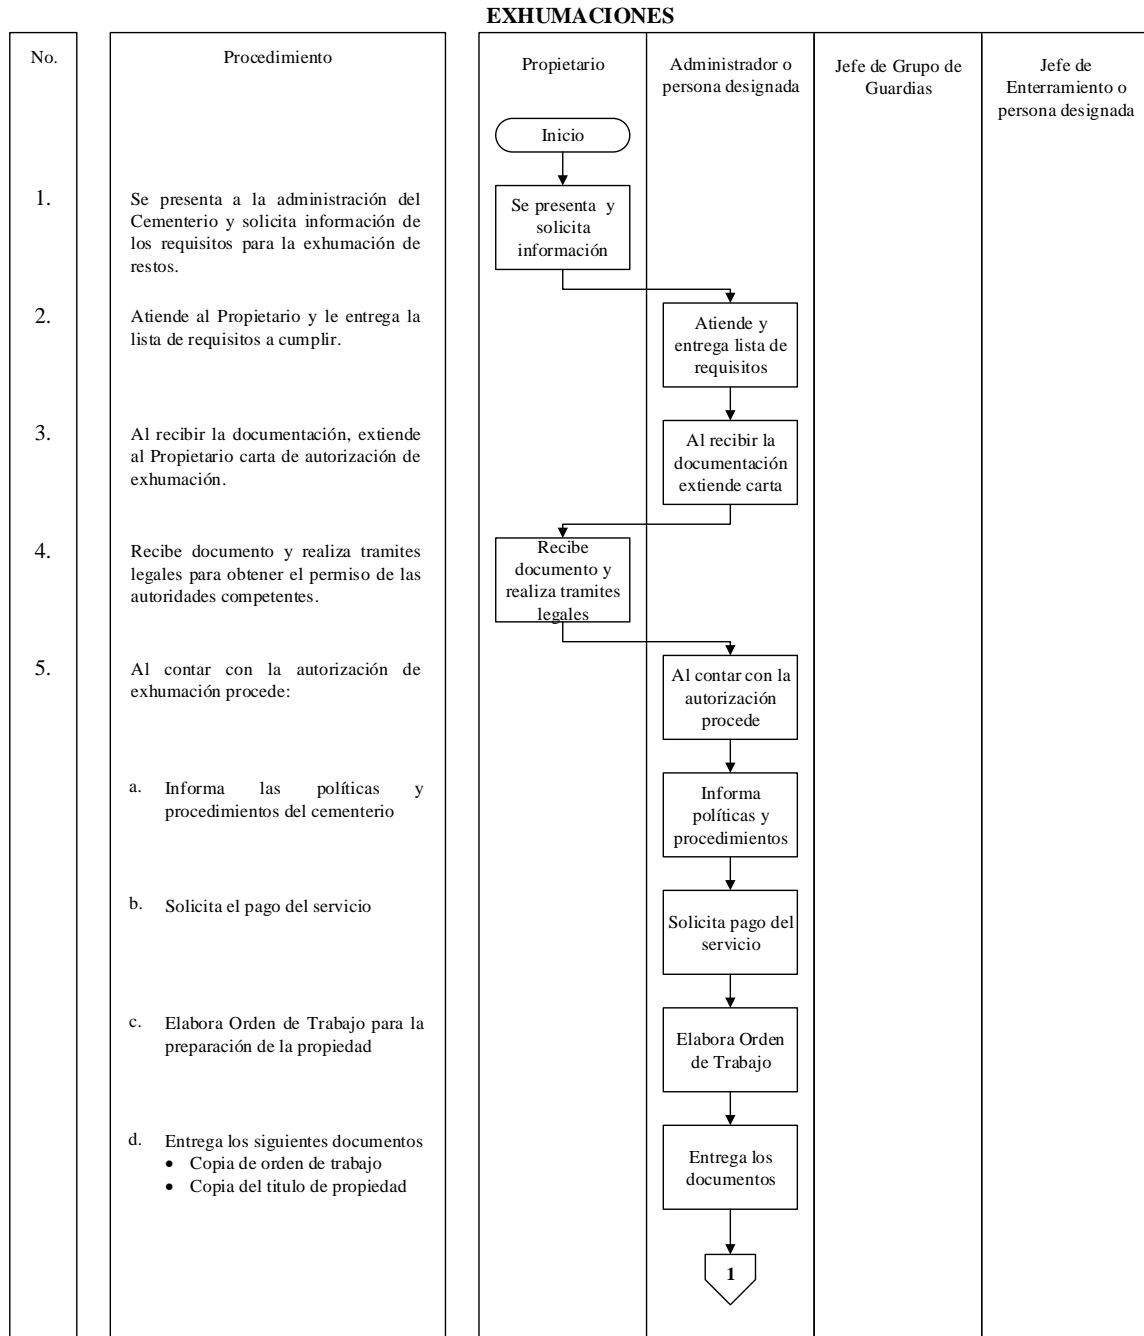 EXHUMACIONES
No.
Procedimiento
Propietario
Administrador o
persona designada
Jefe de Grupo de
Guardias
Jefe de
Enterramiento o
persona designada
Inicio
1.
Se presenta a la administración del
Cementerio y solicita información de
los requisitos para la exhumación de
restos.
Se presenta y
solicita
información
2.
Atiende al Propietario y le entrega la
lista de requisitos a cumplir.
Atiende y
entrega lista de
requisitos
3.
Al recibir la documentación, extiende
al Propietario carta de autorización de
exhumación.
Al recibir la
documentación
extiende carta
4.
Recibe documento y realiza tramites
legales para obtener el permiso de las
autoridades competentes.
Recibe
documento y
realiza tramites
legales
5.
Al contar con la autorización de
exhumación procede:
Al contar con la
autorización
procede
a. Informa las políticas y
procedimientos del cementerio
Informa
políticas y
procedimientos
b. Solicita el pago del servicio
Solicita pago del
servicio
c. Elabora Orden de Trabajo para la
preparación de la propiedad
Elabora Orden
de Trabajo
d. Entrega los siguientes documentos
• Copia de orden de trabajo
• Copia del titulo de propiedad
Entrega los
documentos
1